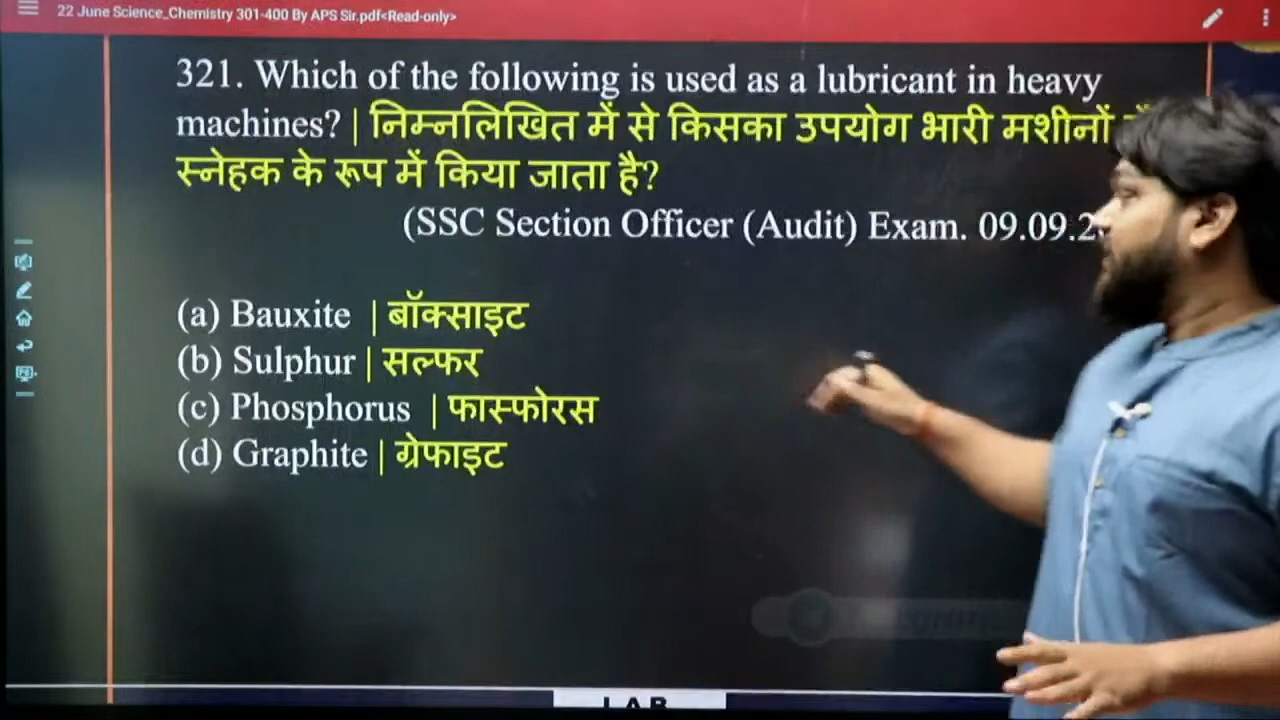 22 June Science_Chemistry 301-400 By APS Sir.pdf<Read-only>
321. Which of the following is used as a lubricant in heavy
machines? | निम्नलिखित में से किसका उपयोग भारी मशीनों
स्नेहक के रूप में किया जाता है?
(SSC Section Officer (Audit) Exam. 09.09.2
(a) Bauxite | बॉक्साइट
(b) Sulphur | सल्फर
(c) Phosphorus | फास्फोरस
(d) Graphite | ग्रेफाइट